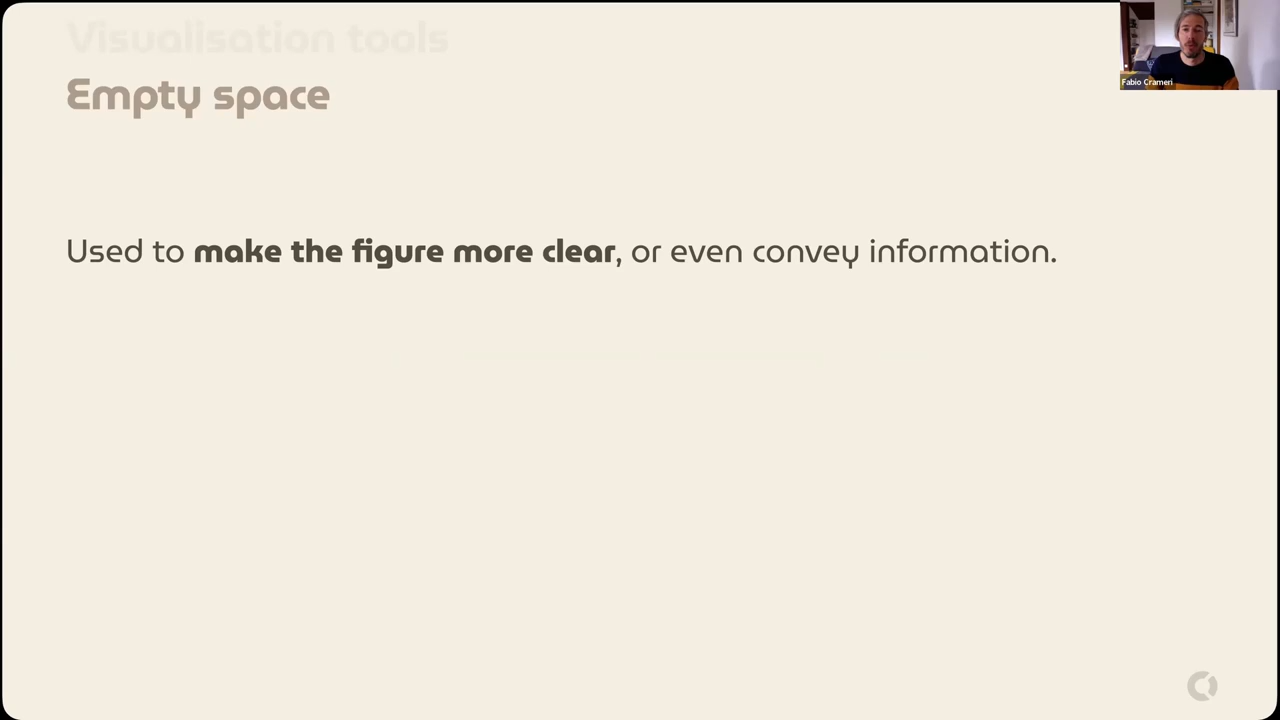 Visualisation tools
Empty space
Fabio Crameri
Used to make the figure more clear, or even convey information.